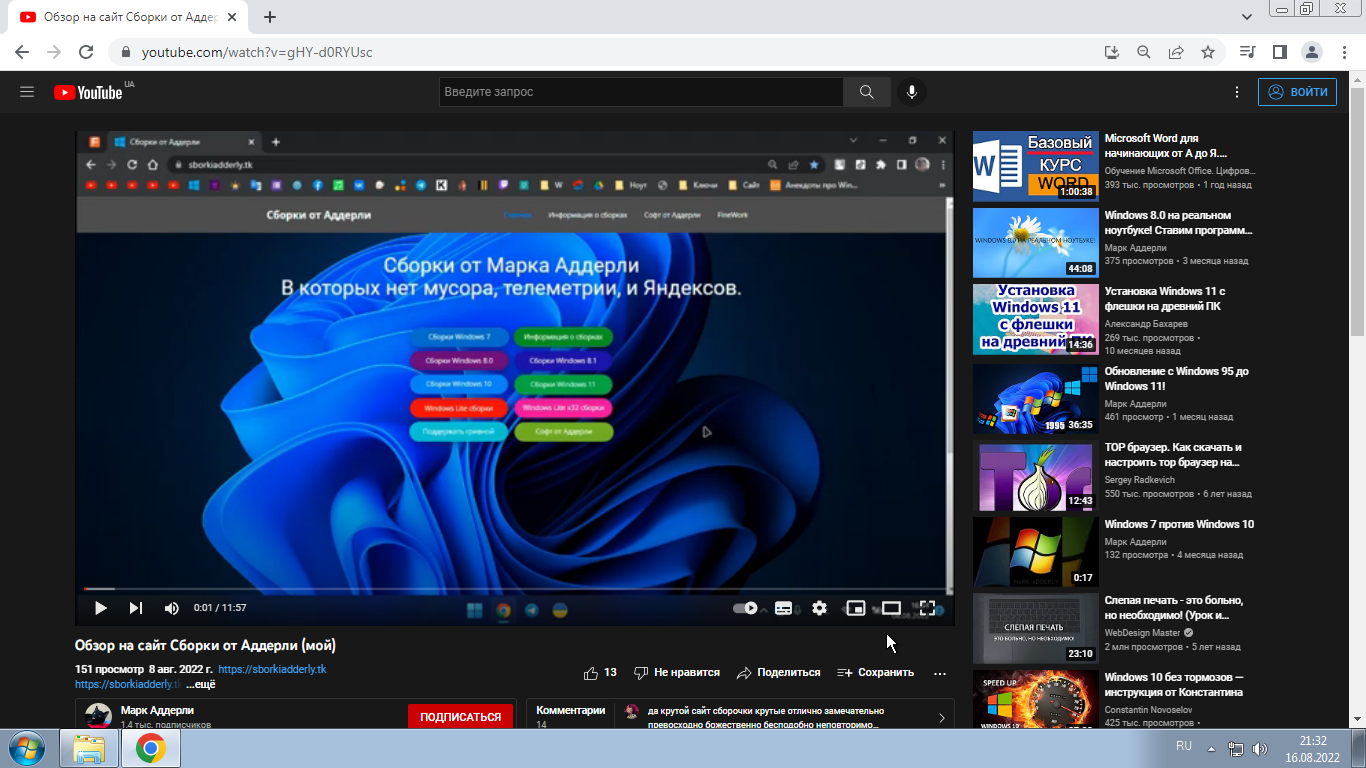 Обзор на сайт Сборки от Аддер
youtube.com/watch?v=gHY-d0RYUsc
YouTube UA
Введите запрос
ВОЙТИ
Сборки от Аддерли
sborkiadderly.tk
W
Ноут
Ключи
Сайт
Анекдоты про Win...
Сборки от Аддерли
Главная
Информация о сборках
Софт от Аддерли
FineWork
Сборки от Марка Аддерли
В которых нет мусора, телеметрии, и Яндексов.
Сборки Windows 7
Информация о сборках
Сборки Windows 8.0
Сборки Windows 8.1
Сборки Windows 10
Сборки Windows 11
Windows Lite сборки
Windows Lite x32 сборки
Поддержать гривной
Софт от Аддерли
0:01 / 11:57
Обзор на сайт Сборки от Аддерли (мой)
151 просмотр 8 авг. 2022 г. https://sborkiadderly.tk
https://sborkiadderly.t ...ещё
13
Не нравится
Поделиться
Сохранить
Марк Аддерли
1,4 тыс. подписчиков
ПОДПИСАТЬСЯ
Комментарии
14
да крутой сайт сборочки крутые отлично замечательно
превосходно божественно бесподобно неповторимо...
Базовый
КУРС
WORD
W
1:00:38
Microsoft Word для
начинающих от А до Я....
Обучение Microsoft Office. Цифров...
393 тыс. просмотров • 1 год назад
WINDOWS 8.0 НА РЕАЛЬНОМ НОУТБУКЕ!
44:08
Windows 8.0 на реальном
ноутбуке! Ставим программ...
Марк Аддерли
375 просмотров • 3 месяца назад
Установка
Windows 11
с флешки
на древний
14:36
Установка Windows 11 с
флешки на древний ПК
Александр Бахарев
269 тыс. просмотров •
10 месяцев назад
1995
36:35
Обновление с Windows 95 до
Windows 11!
Марк Аддерли
461 просмотр • 1 месяц назад
12:43
ТОР браузер. Как скачать и
настроить тор браузер на...
Sergey Radkevich
550 тыс. просмотров • 6 лет назад
0:17
Windows 7 против Windows 10
Марк Аддерли
132 просмотра • 4 месяца назад
СЛЕПАЯ ПЕЧАТЬ
ЭТО БОЛЬНО, НО НЕОБХОДИМО!
23:10
Слепая печать - это больно,
но необходимо! (Урок и...
WebDesign Master
2 млн просмотров • 5 лет назад
SPEED UP
WINDOWS 10
Windows 10 без тормозов —
инструкция от Константина
Constantin Novoselov
425 тыс. просмотров •
RU
21:32
16.08.2022